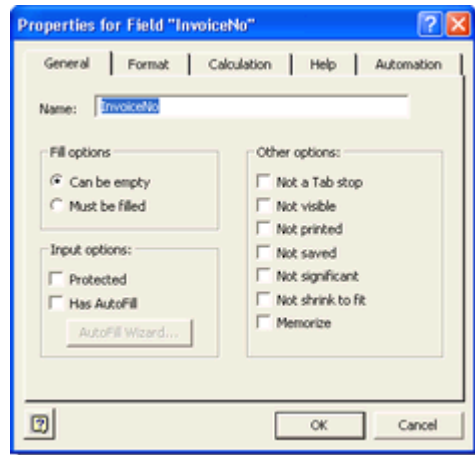 Properties for Field "InvoiceNo"
General Format Calculation Help Automation
Name: InvoiceNo
Fill options
Can be empty
Must be filled
Input options:
Protected
Has AutoFill
AutoFill Wizard...
Other options:
Not a Tab stop
Not visible
Not printed
Not saved
Not significant
Not shrink to fit
Memorize
OK Cancel